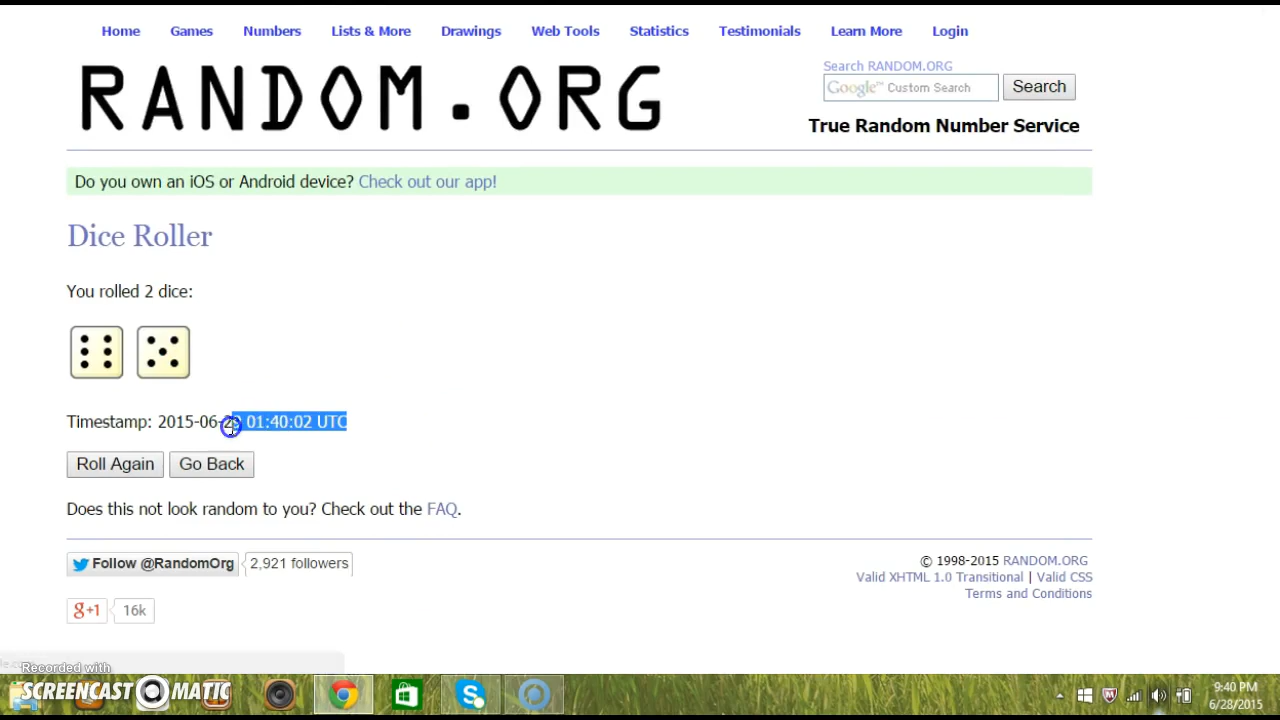 Home Games Numbers Lists & More Drawings Web Tools Statistics Testimonials Learn More Login
RANDOM.ORG
Search RANDOM.ORG
Google™ Custom Search Search
True Random Number Service
Do you own an iOS or Android device? Check out our app!
Dice Roller
You rolled 2 dice:
Timestamp: 2015-06-29 01:40:02 UTC
Roll Again Go Back
Does this not look random to you? Check out the FAQ.
Follow @RandomOrg 2,921 followers
© 1998-2015 RANDOM.ORG
Valid XHTML 1.0 Transitional | Valid CSS
Terms and Conditions
g+1 16k
Recorded with
SCREENCAST MATIC
9:40 PM
6/28/2015